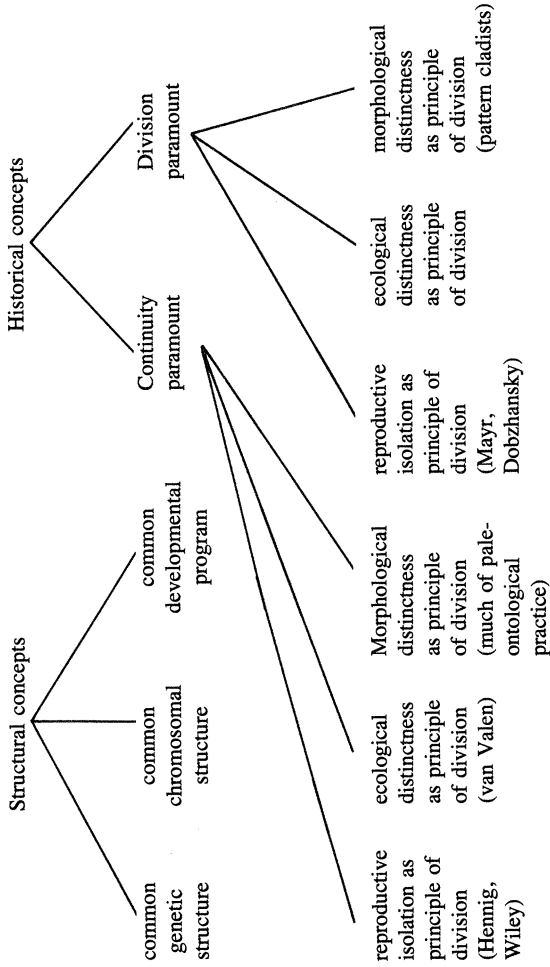 Structural concepts
Historical concepts
common
genetic
structure
common
chromosomal
structure
common
developmental
program
Continuity
paramount
Division
paramount
reproductive
isolation as
principle of
division
(Hennig,
Wiley)
ecological
distinctness
as principle
of division
(van Valen)
Morphological
distinctness
as principle
of division
(much of pale-
ontological
practice)
reproductive
isolation as
principle of
division
(Mayr,
Dobzhansky)
ecological
distinctness
as principle
of division
morphological
distinctness
as principle
of division
(pattern cladists)